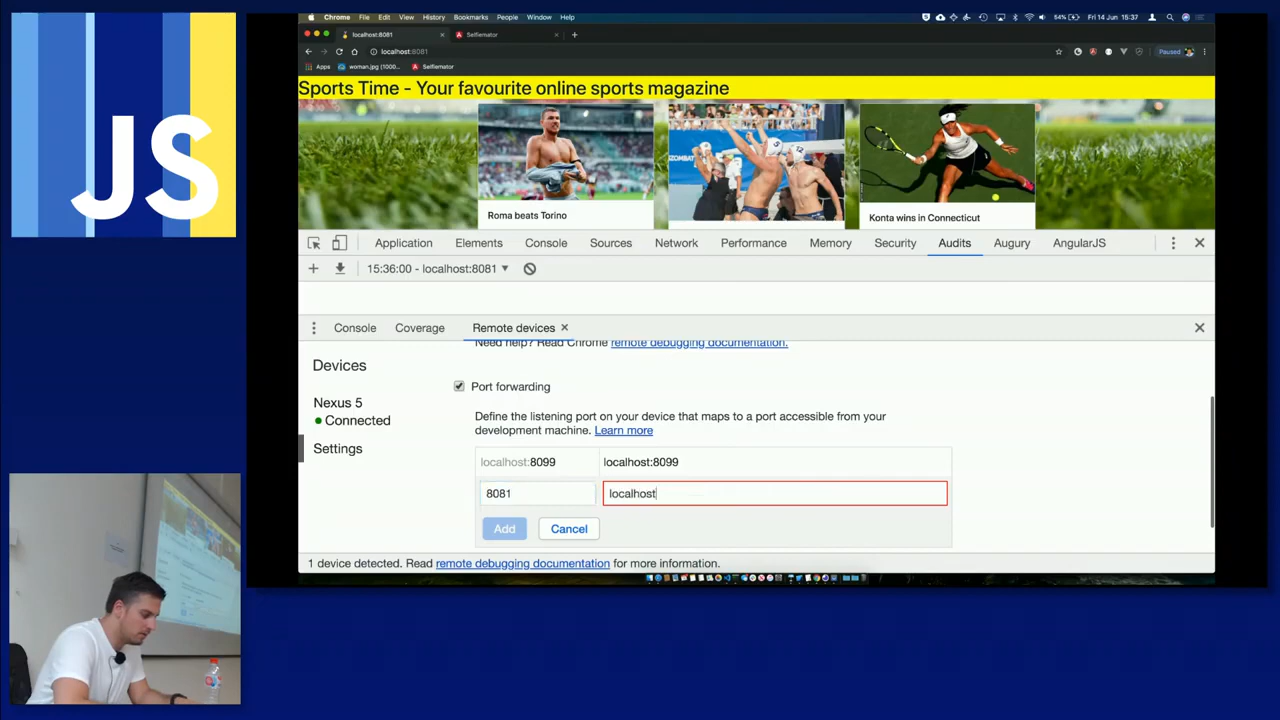 JS
Chrome File Edit View History Bookmarks People Window Help
54% Fri 14 Jun 15:37
localhost:8081
Selfiemator
localhost:8081
Paused
Apps woman.jpg (1000... Selfiemator
Sports Time - Your favourite online sports magazine
Roma beats Torino
Konta wins in Connecticut
Application Elements Console Sources Network Performance Memory Security Audits Augury AngularJS
15:36:00 - localhost:8081
Console Coverage Remote devices
Need help? Read Chrome remote debugging documentation.
Devices
Port forwarding
Nexus 5
Connected
Define the listening port on your device that maps to a port accessible from your
development machine. Learn more
Settings
localhost:8099 localhost:8099
8081 localhost
Add Cancel
1 device detected. Read remote debugging documentation for more information.